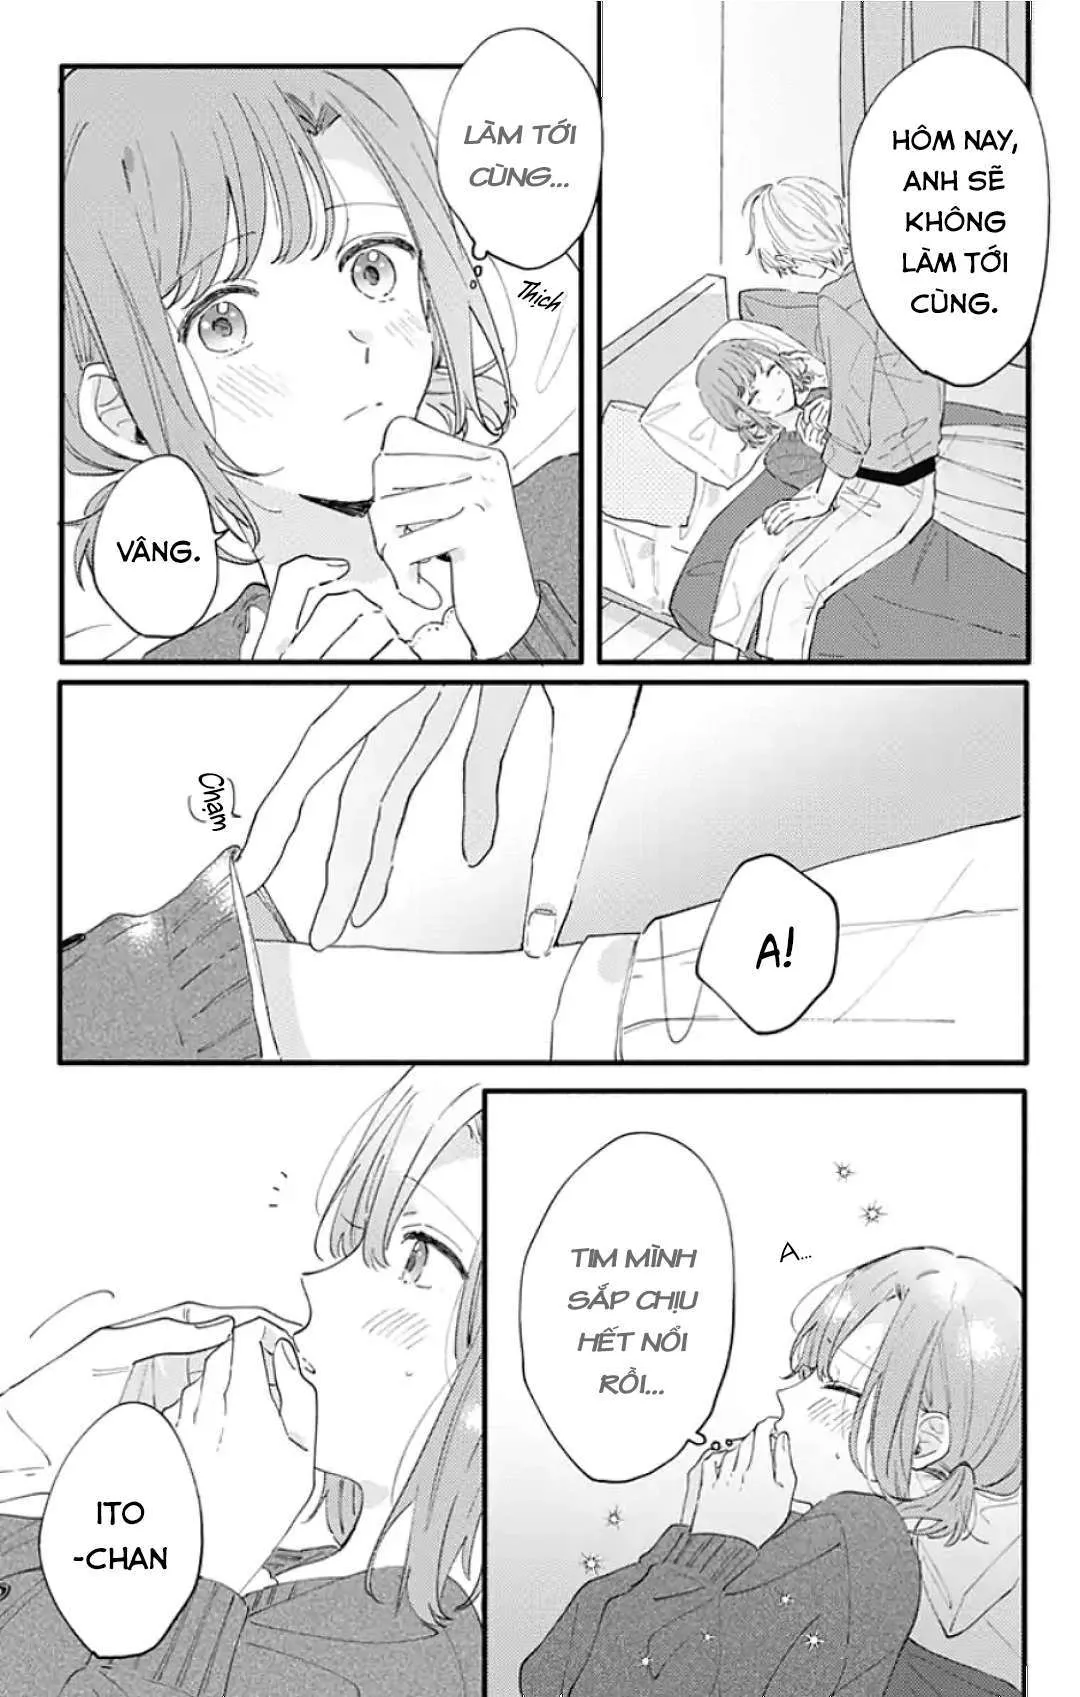 HÔM NAY,
ANH SẼ
KHÔNG
LÀM TỚI
CÙNG.
LÀM TỚI
CÙNG...
Thịch
VÂNG.
Chạm
A!
A...
TIM MÌNH
SẮP CHỊU
HẾT NỔI
RỒI...
ITO
-CHAN